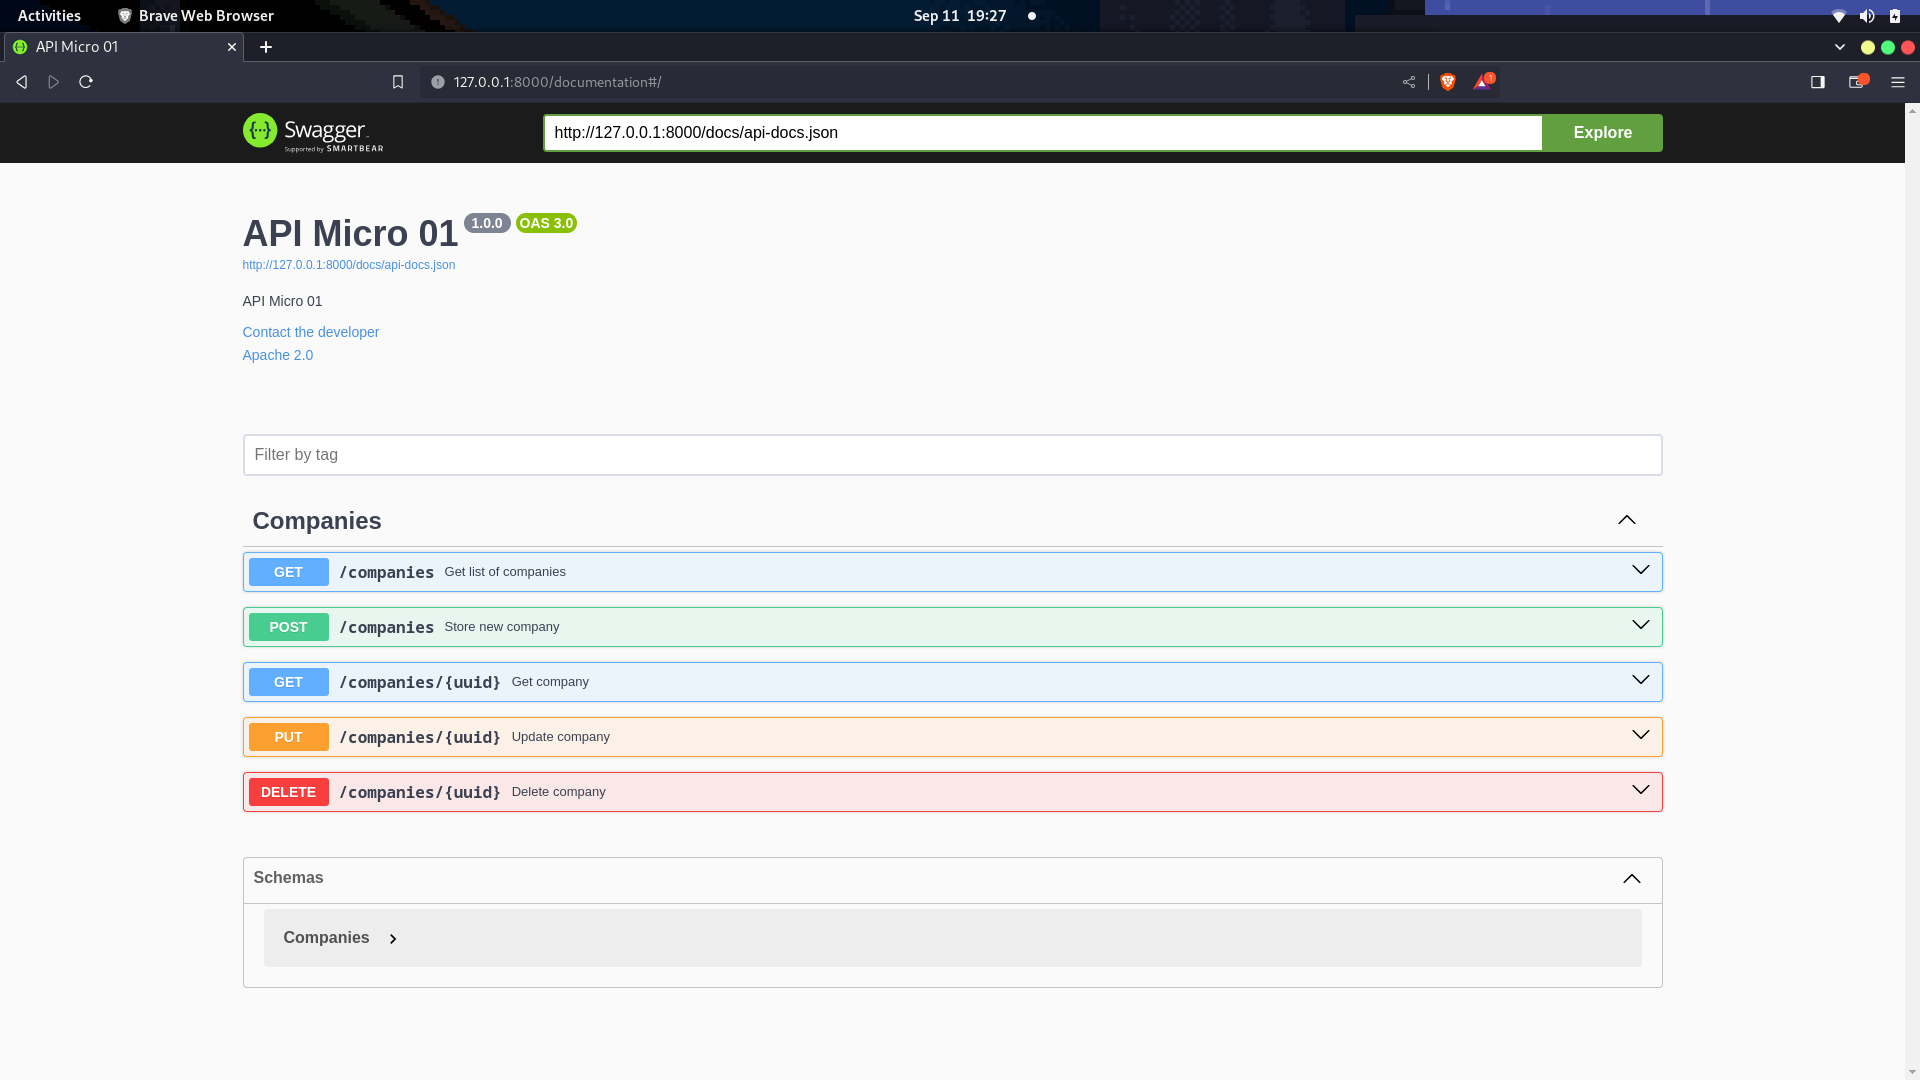 Activities Brave Web Browser Sep 11 19:27
API Micro 01
127.0.0.1:8000/documentation#/ 1
{···} Swagger
Supported by SMARTBEAR
http://127.0.0.1:8000/docs/api-docs.json Explore
API Micro 01 1.0.0 OAS 3.0
http://127.0.0.1:8000/docs/api-docs.json
API Micro 01
Contact the developer
Apache 2.0
Filter by tag
Companies
GET /companies Get list of companies
POST /companies Store new company
GET /companies/{uuid} Get company
PUT /companies/{uuid} Update company
DELETE /companies/{uuid} Delete company
Schemas
Companies